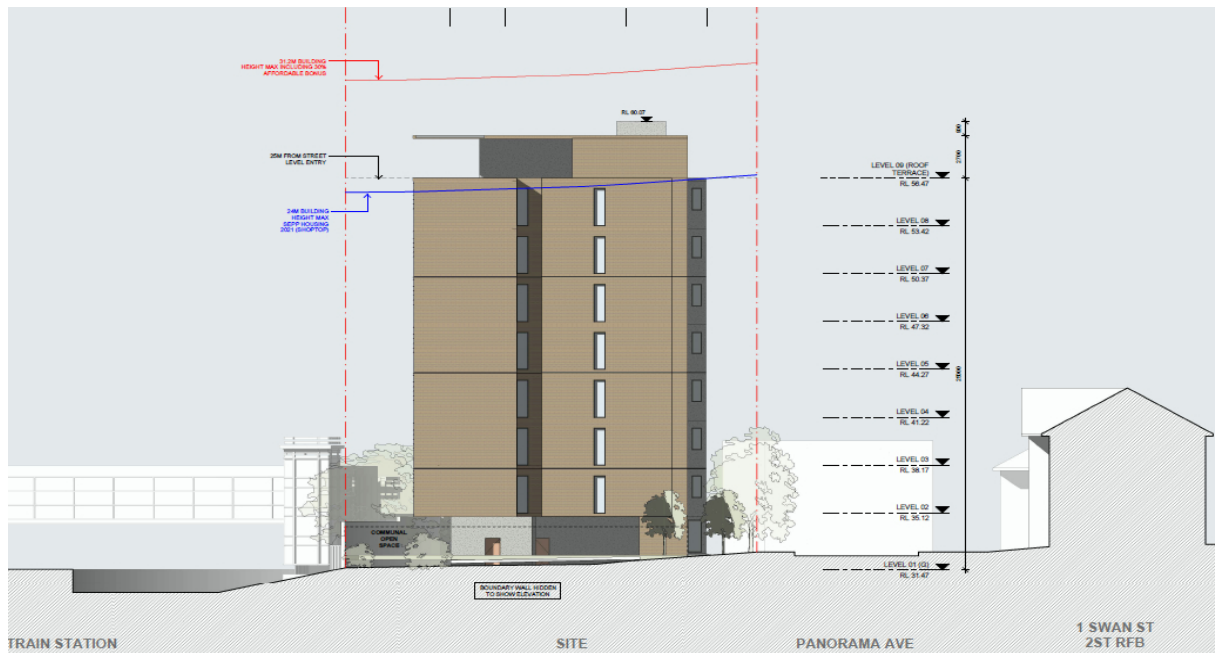 31.2M BUILDING
HEIGHT MAX INCLUDING 30%
AFFORDABLE BONUS
RL 60.07
900
2700
25M FROM STREET
LEVEL ENTRY
LEVEL 09 (ROOF
TERRACE)
RL 56.47
24M BUILDING
HEIGHT MAX
SEPP HOUSING
2021 (SHOPTOP)
LEVEL 08
RL 53.42
LEVEL 07
RL 50.37
LEVEL 06
RL 47.32
LEVEL 05
RL 44.27
25000
LEVEL 04
RL 41.22
LEVEL 03
RL 38.17
LEVEL 02
RL 35.12
COMMUNAL
OPEN
SPACE
LEVEL 01 (G)
RL 31.47
BOUNDARY WALL HIDDEN
TO SHOW ELEVATION
TRAIN STATION
SITE
PANORAMA AVE
1 SWAN ST
2ST RFB